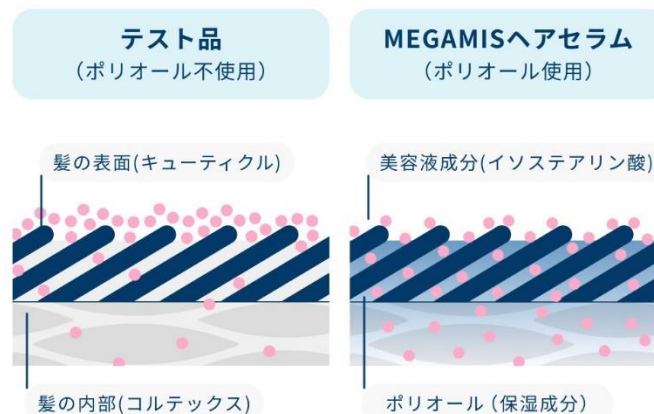 テスト品
(ポリオール不使用)
MEGAMISヘアセラム
(ポリオール使用)
髪の表面(キューティクル)
美容液成分(イソステアリン酸)
髪の内部(コルテックス)
ポリオール(保湿成分)